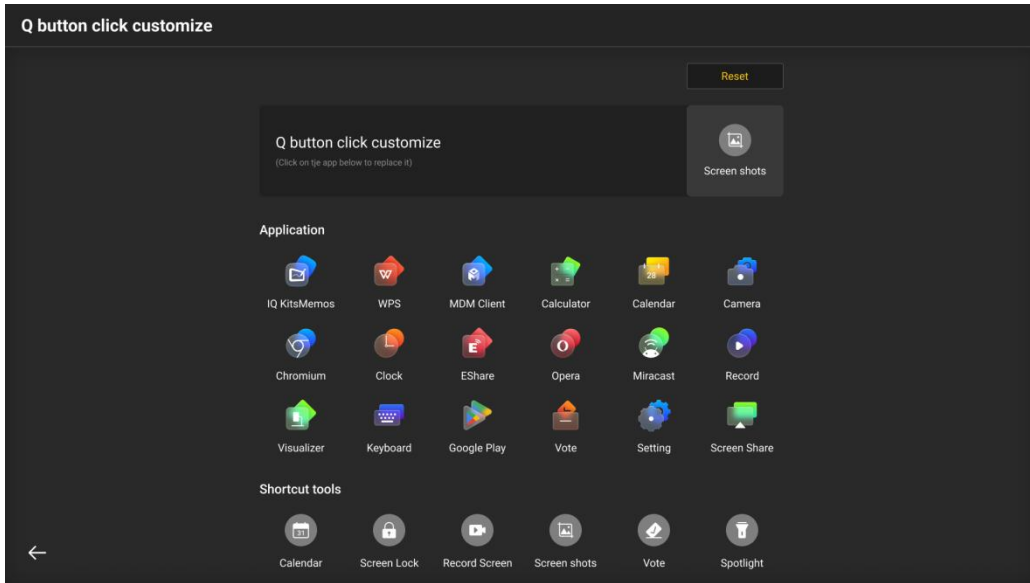 Q button click customize
Reset
Q button click customize
(Click on tje app below to replace it)
Screen shots
Application
IQ KitsMemos WPS MDM Client Calculator Calendar Camera
Chromium Clock EShare Opera Miracast Record
Visualizer Keyboard Google Play Vote Setting Screen Share
Shortcut tools
Calendar Screen Lock Record Screen Screen shots Vote Spotlight